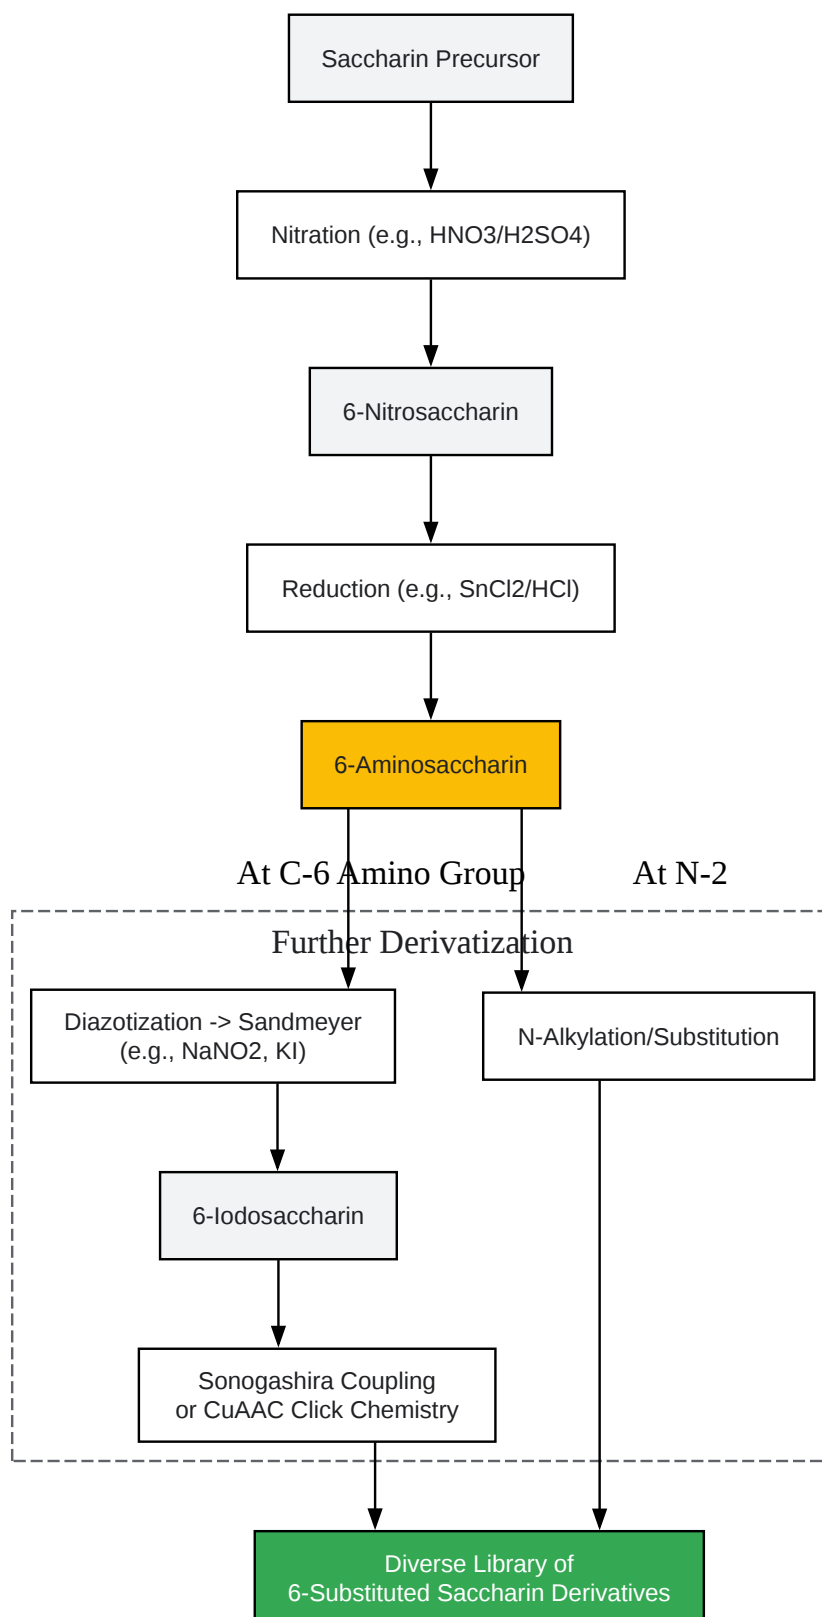 Saccharin Precursor
Nitration (e.g., HNO3/H2SO4)
6-Nitrosaccharin
Reduction (e.g., SnCl2/HCl)
6-Aminosaccharin
At C-6 Amino Group
At N-2
Further Derivatization
Diazotization -> Sandmeyer
(e.g., NaNO2, KI)
N-Alkylation/Substitution
6-Iodosaccharin
Sonogashira Coupling
or CuAAC Click Chemistry
Diverse Library of
6-Substituted Saccharin Derivatives